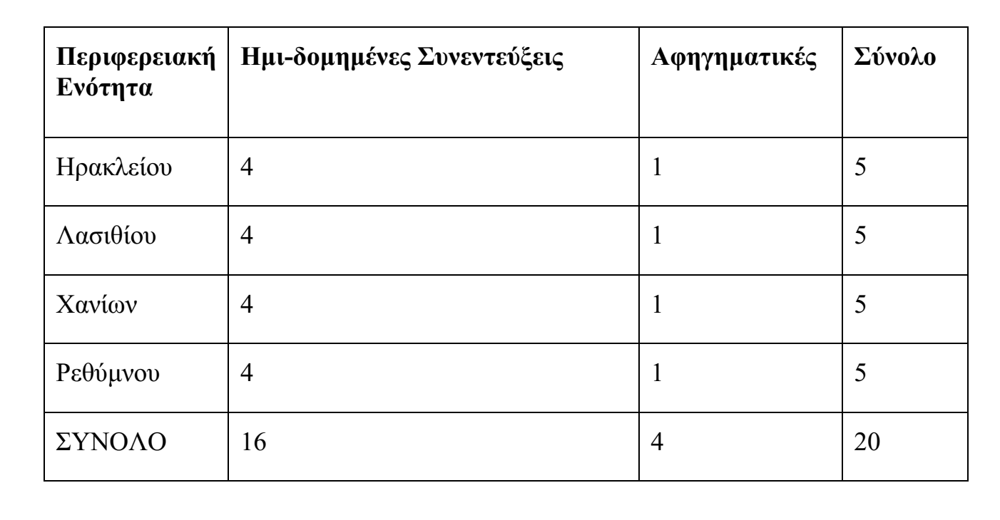 Περιφερειακή Ενότητα Ημι-δομημένες Συνεντεύξεις Αφηγηματικές Σύνολο
Ηρακλείου 4 1 5
Λασιθίου 4 1 5
Χανίων 4 1 5
Ρεθύμνου 4 1 5
ΣΥΝΟΛΟ 16 4 20